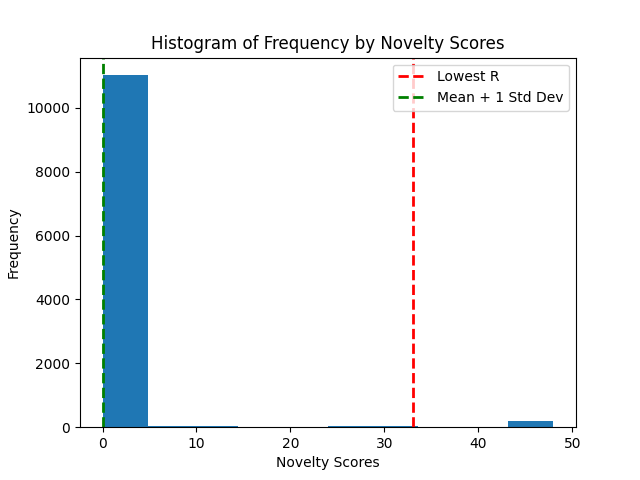 Histogram of Frequency by Novelty Scores
Lowest R
Mean + 1 Std Dev
Frequency
10000
8000
6000
4000
2000
0
0 10 20 30 40 50
Novelty Scores